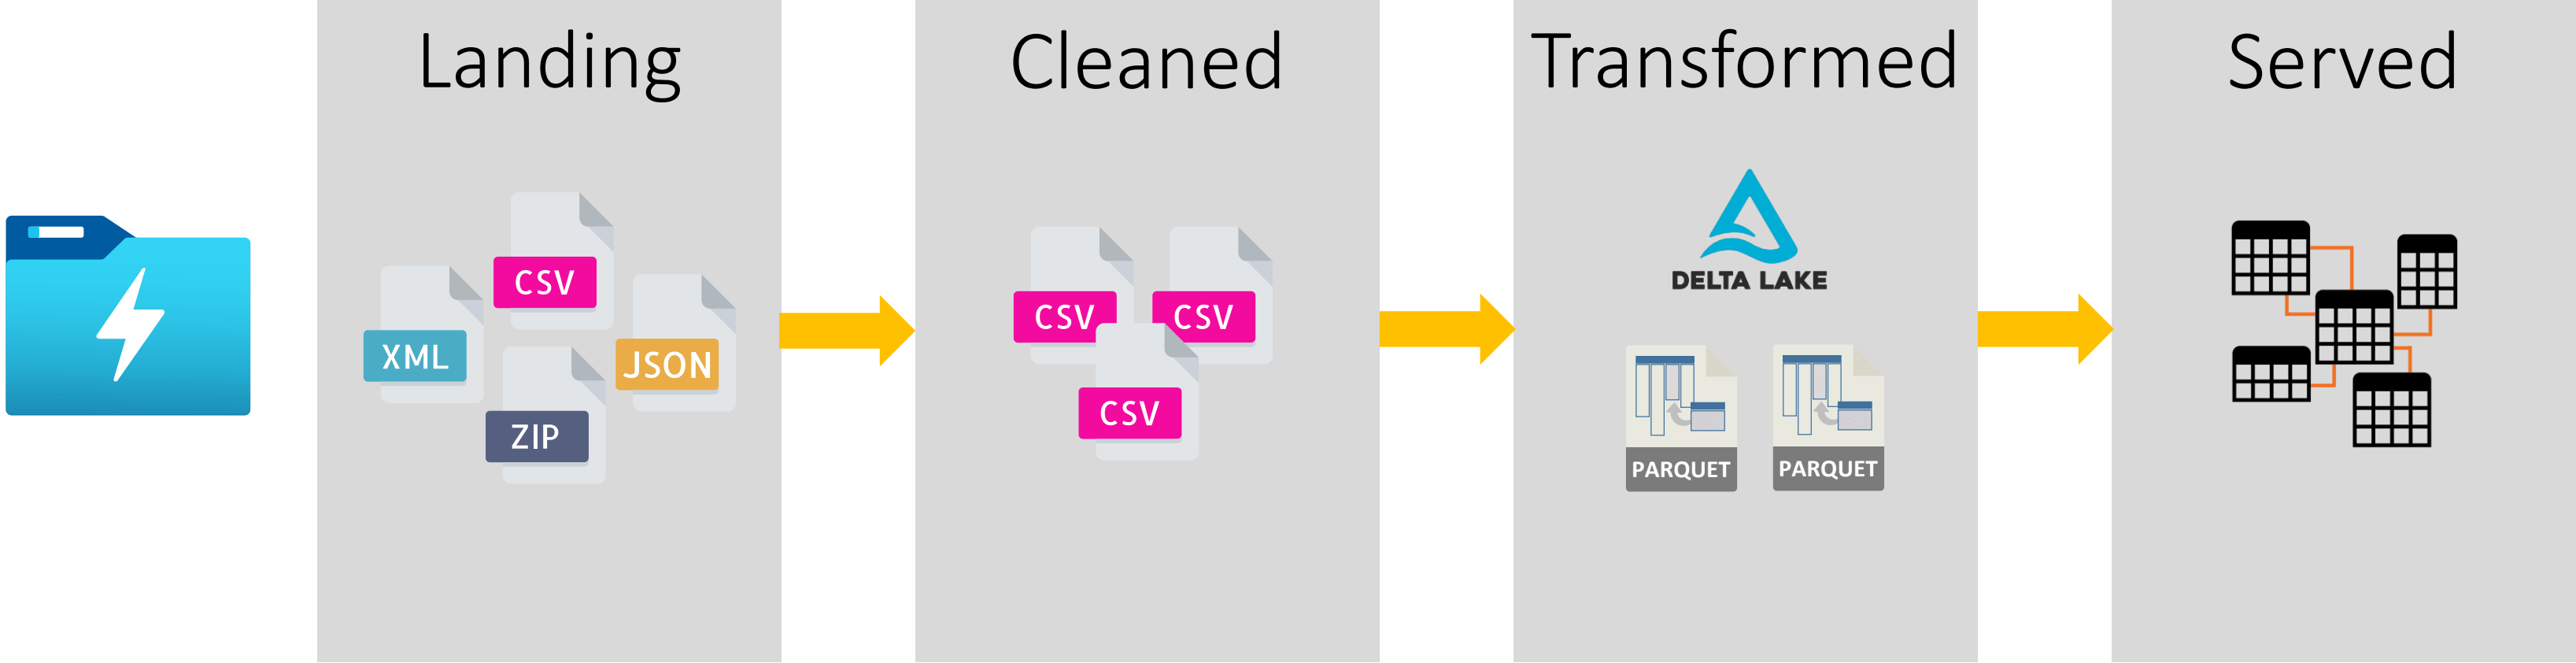 Landing
Cleaned
Transformed
Served
CSV
XML
JSON
ZIP
CSV
CSV
CSV
DELTA LAKE
PARQUET
PARQUET